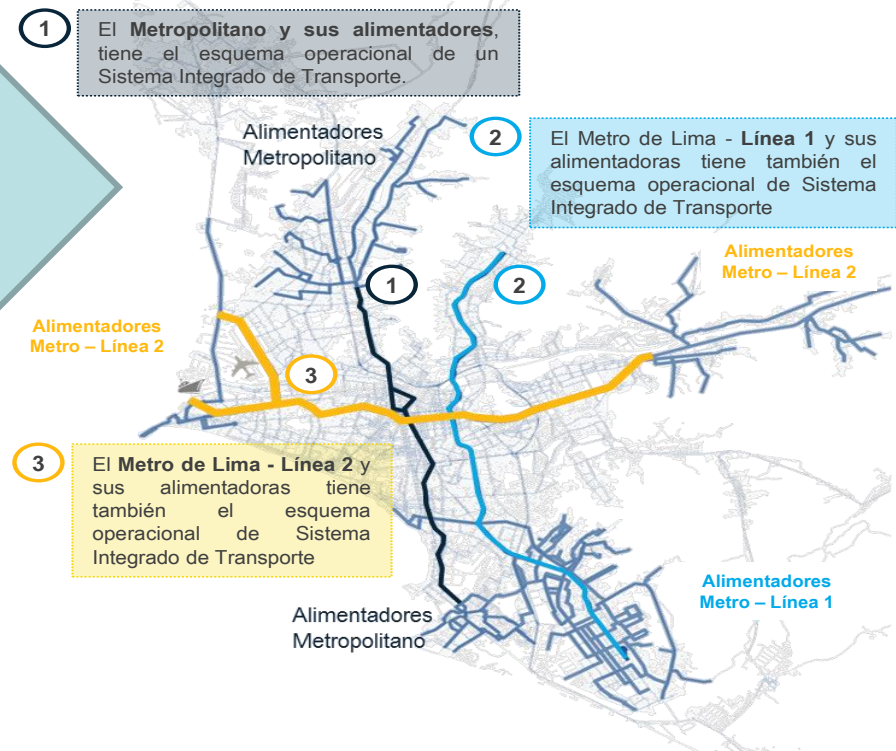 1
El Metropolitano y sus alimentadores,
tiene el esquema operacional de un
Sistema Integrado de Transporte.
Alimentadores
Metropolitano
2
El Metro de Lima - Línea 1 y sus
alimentadoras tiene también el
esquema operacional de Sistema
Integrado de Transporte
Alimentadores
Metro – Línea 2
1
2
Alimentadores
Metro – Línea 2
3
3
El Metro de Lima - Línea 2 y
sus alimentadoras tiene
también el esquema
operacional de Sistema
Integrado de Transporte
Alimentadores
Metro – Línea 1
Alimentadores
Metropolitano